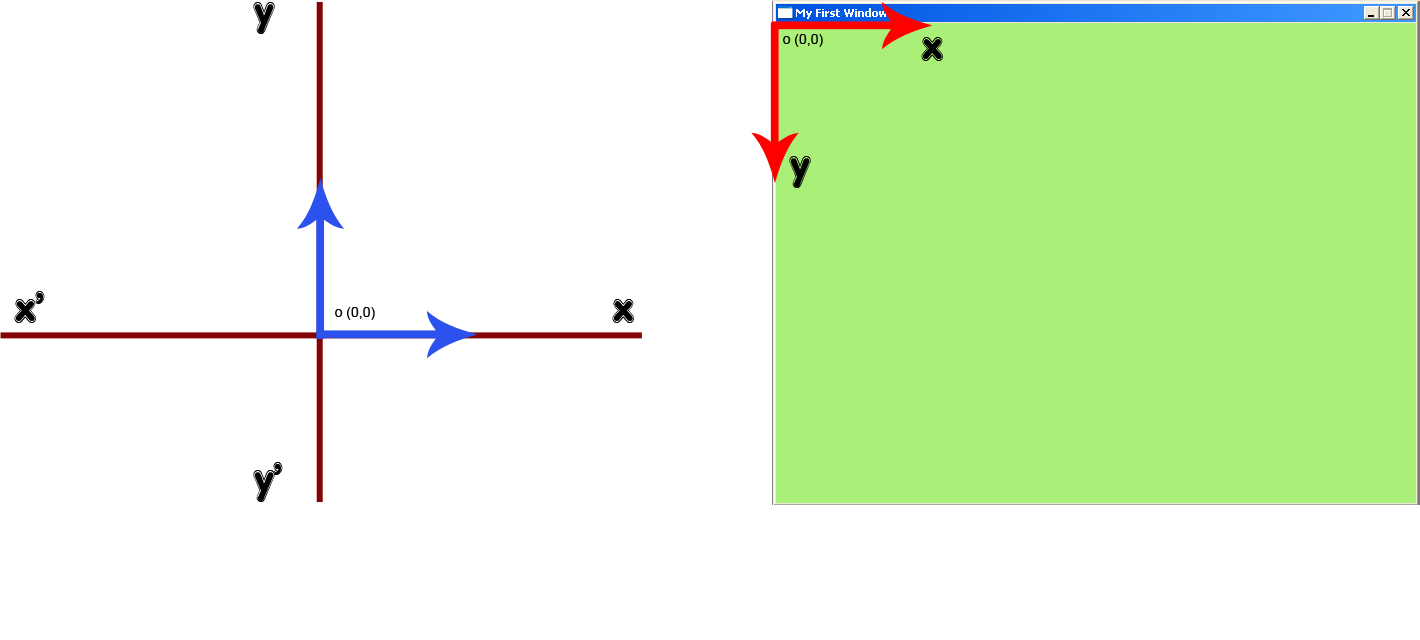 y
x'
o (0,0)
x
y'
My First Window
o (0,0)
x
y